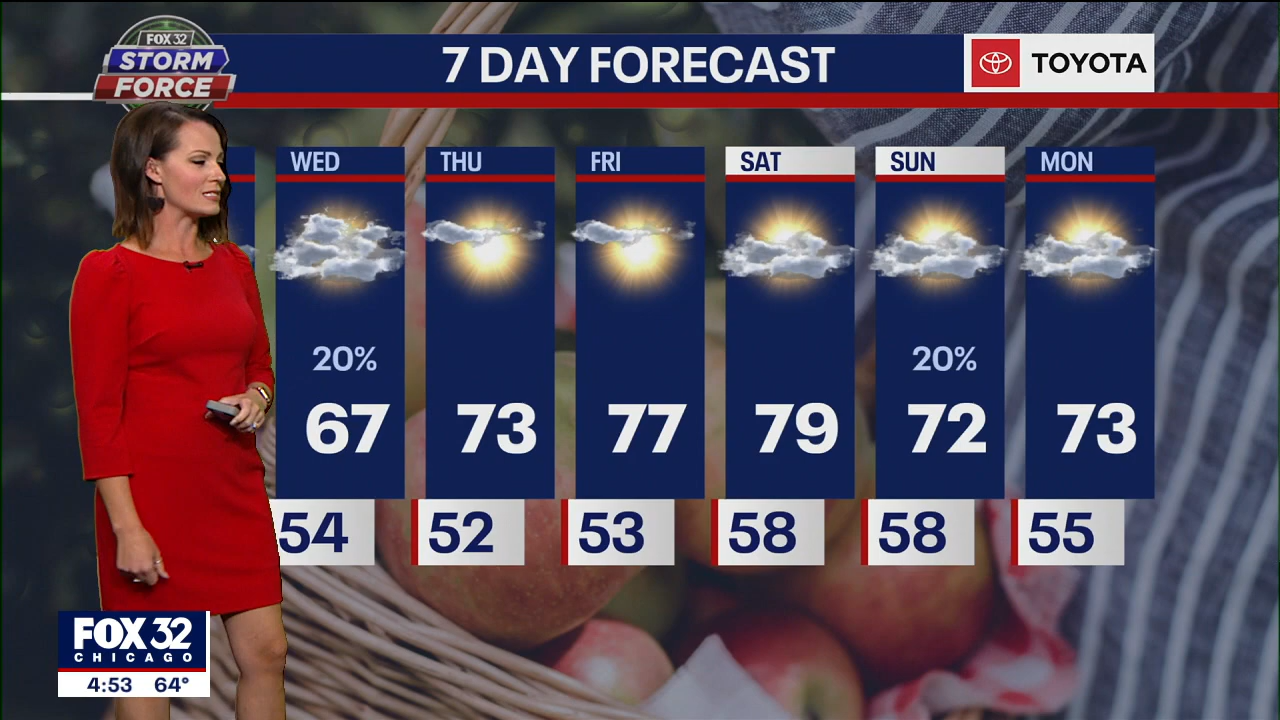 FOX 32
STORM
FORCE
7 DAY FORECAST
TOYOTA
WED THU FRI SAT SUN MON
20% 20%
67 73 77 79 72 73
54 52 53 58 58 55
FOX 32
CHICAGO
4:53 64°